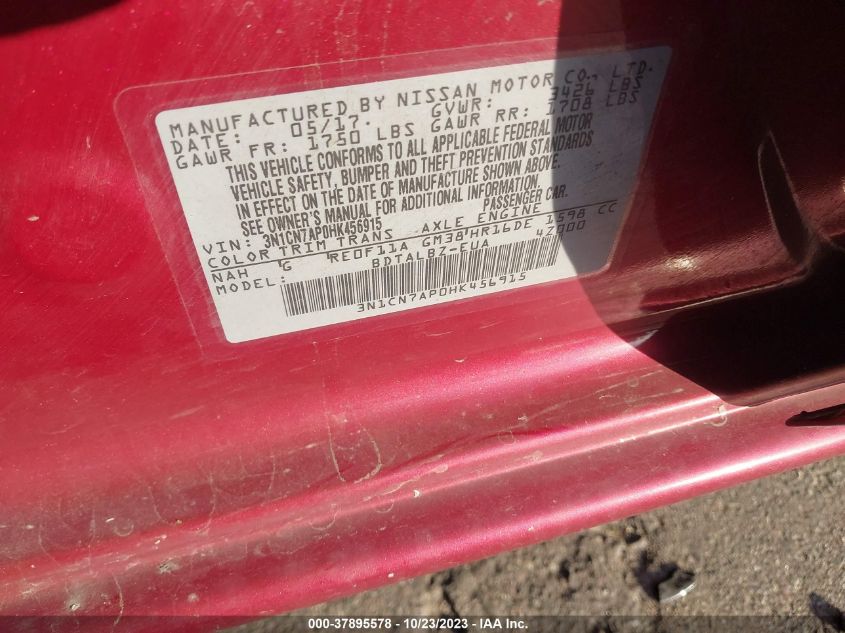 MANUFACTURED BY NISSAN MOTOR CO., LTD.
DATE: 05/17 GVWR: 3426 LBS
GAWR FR: 1750 LBS GAWR RR: 1708 LBS
THIS VEHICLE CONFORMS TO ALL APPLICABLE FEDERAL MOTOR
VEHICLE SAFETY, BUMPER AND THEFT PREVENTION STANDARDS
IN EFFECT ON THE DATE OF MANUFACTURE SHOWN ABOVE.
SEE OWNER'S MANUAL FOR ADDITIONAL INFORMATION.
VIN: 3N1CN7AP0HK456915 PASSENGER CAR.
COLOR TRIM TRANS AXLE ENGINE
NAH G RE0F11A GM38 HR16DE 1598 CC
MODEL: BDTALBZ-EUA 4Z000
3N1CN7AP0HK456915
000-37895578 - 10/23/2023 - IAA Inc.